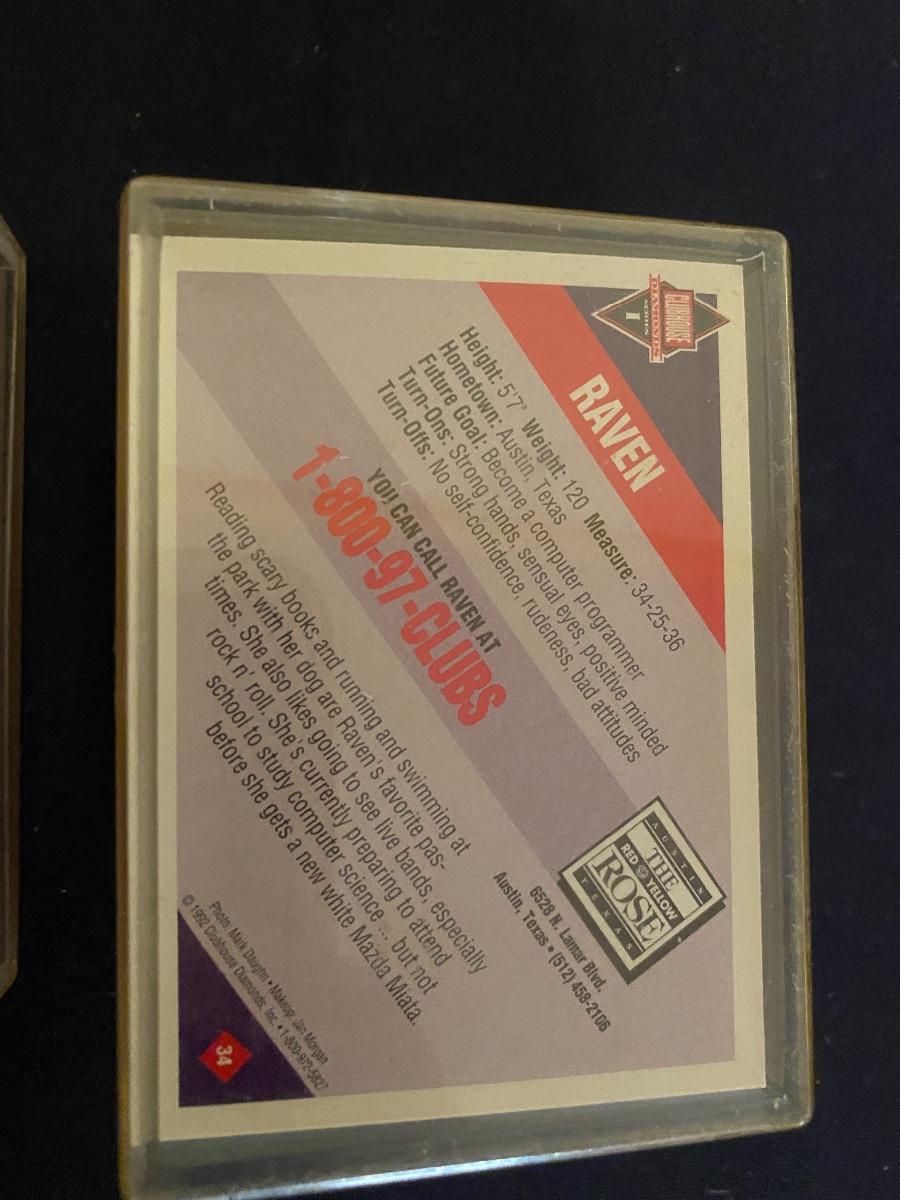 CLUBHOUSE
DIAMONDS
SERIES
I
RAVEN
Height: 5'7" Weight: 120 Measure: 34-25-36
Hometown: Austin, Texas
Future Goal: Become a computer programmer
Turn-Ons: Strong hands, sensual eyes, positive minded
Turn-Offs: No self-confidence, rudeness, bad attitudes
YOU CAN CALL RAVEN AT
1-800-97-CLUBS
AUSTIN
THE
RED YELLOW
ROSE
TEXAS
6528 N. Lamar Blvd.
Austin, Texas • (512) 458-2106
Reading scary books and running and swimming at
the park with her dog are Raven's favorite pas-
times. She also likes going to see live bands, especially
rock n' roll. She's currently preparing to attend
school to study computer science ... but not
before she gets a new white Mazda Miata.
Photo: Mark Daughn • Makeup: Jan Morgan
© 1992 Clubhouse Diamonds, Inc. • 1-800-972-5827
34